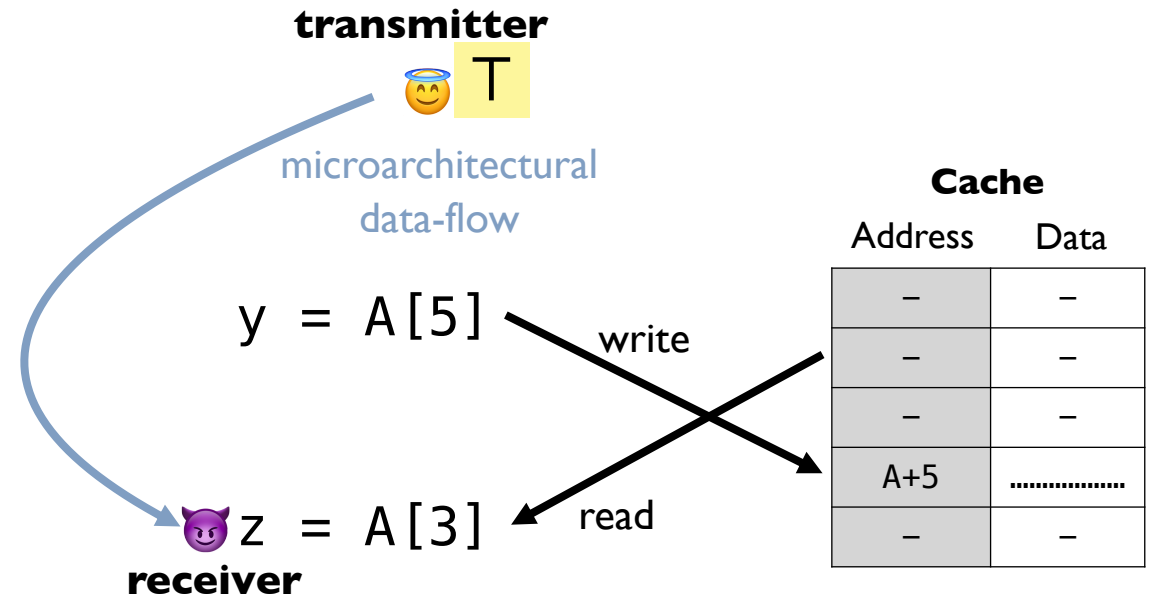 transmitter
T
microarchitectural
data-flow
Cache
Address Data
– –
y = A[5]
write
– –
– –
A+5 ..................
z = A[3]
read
– –
receiver